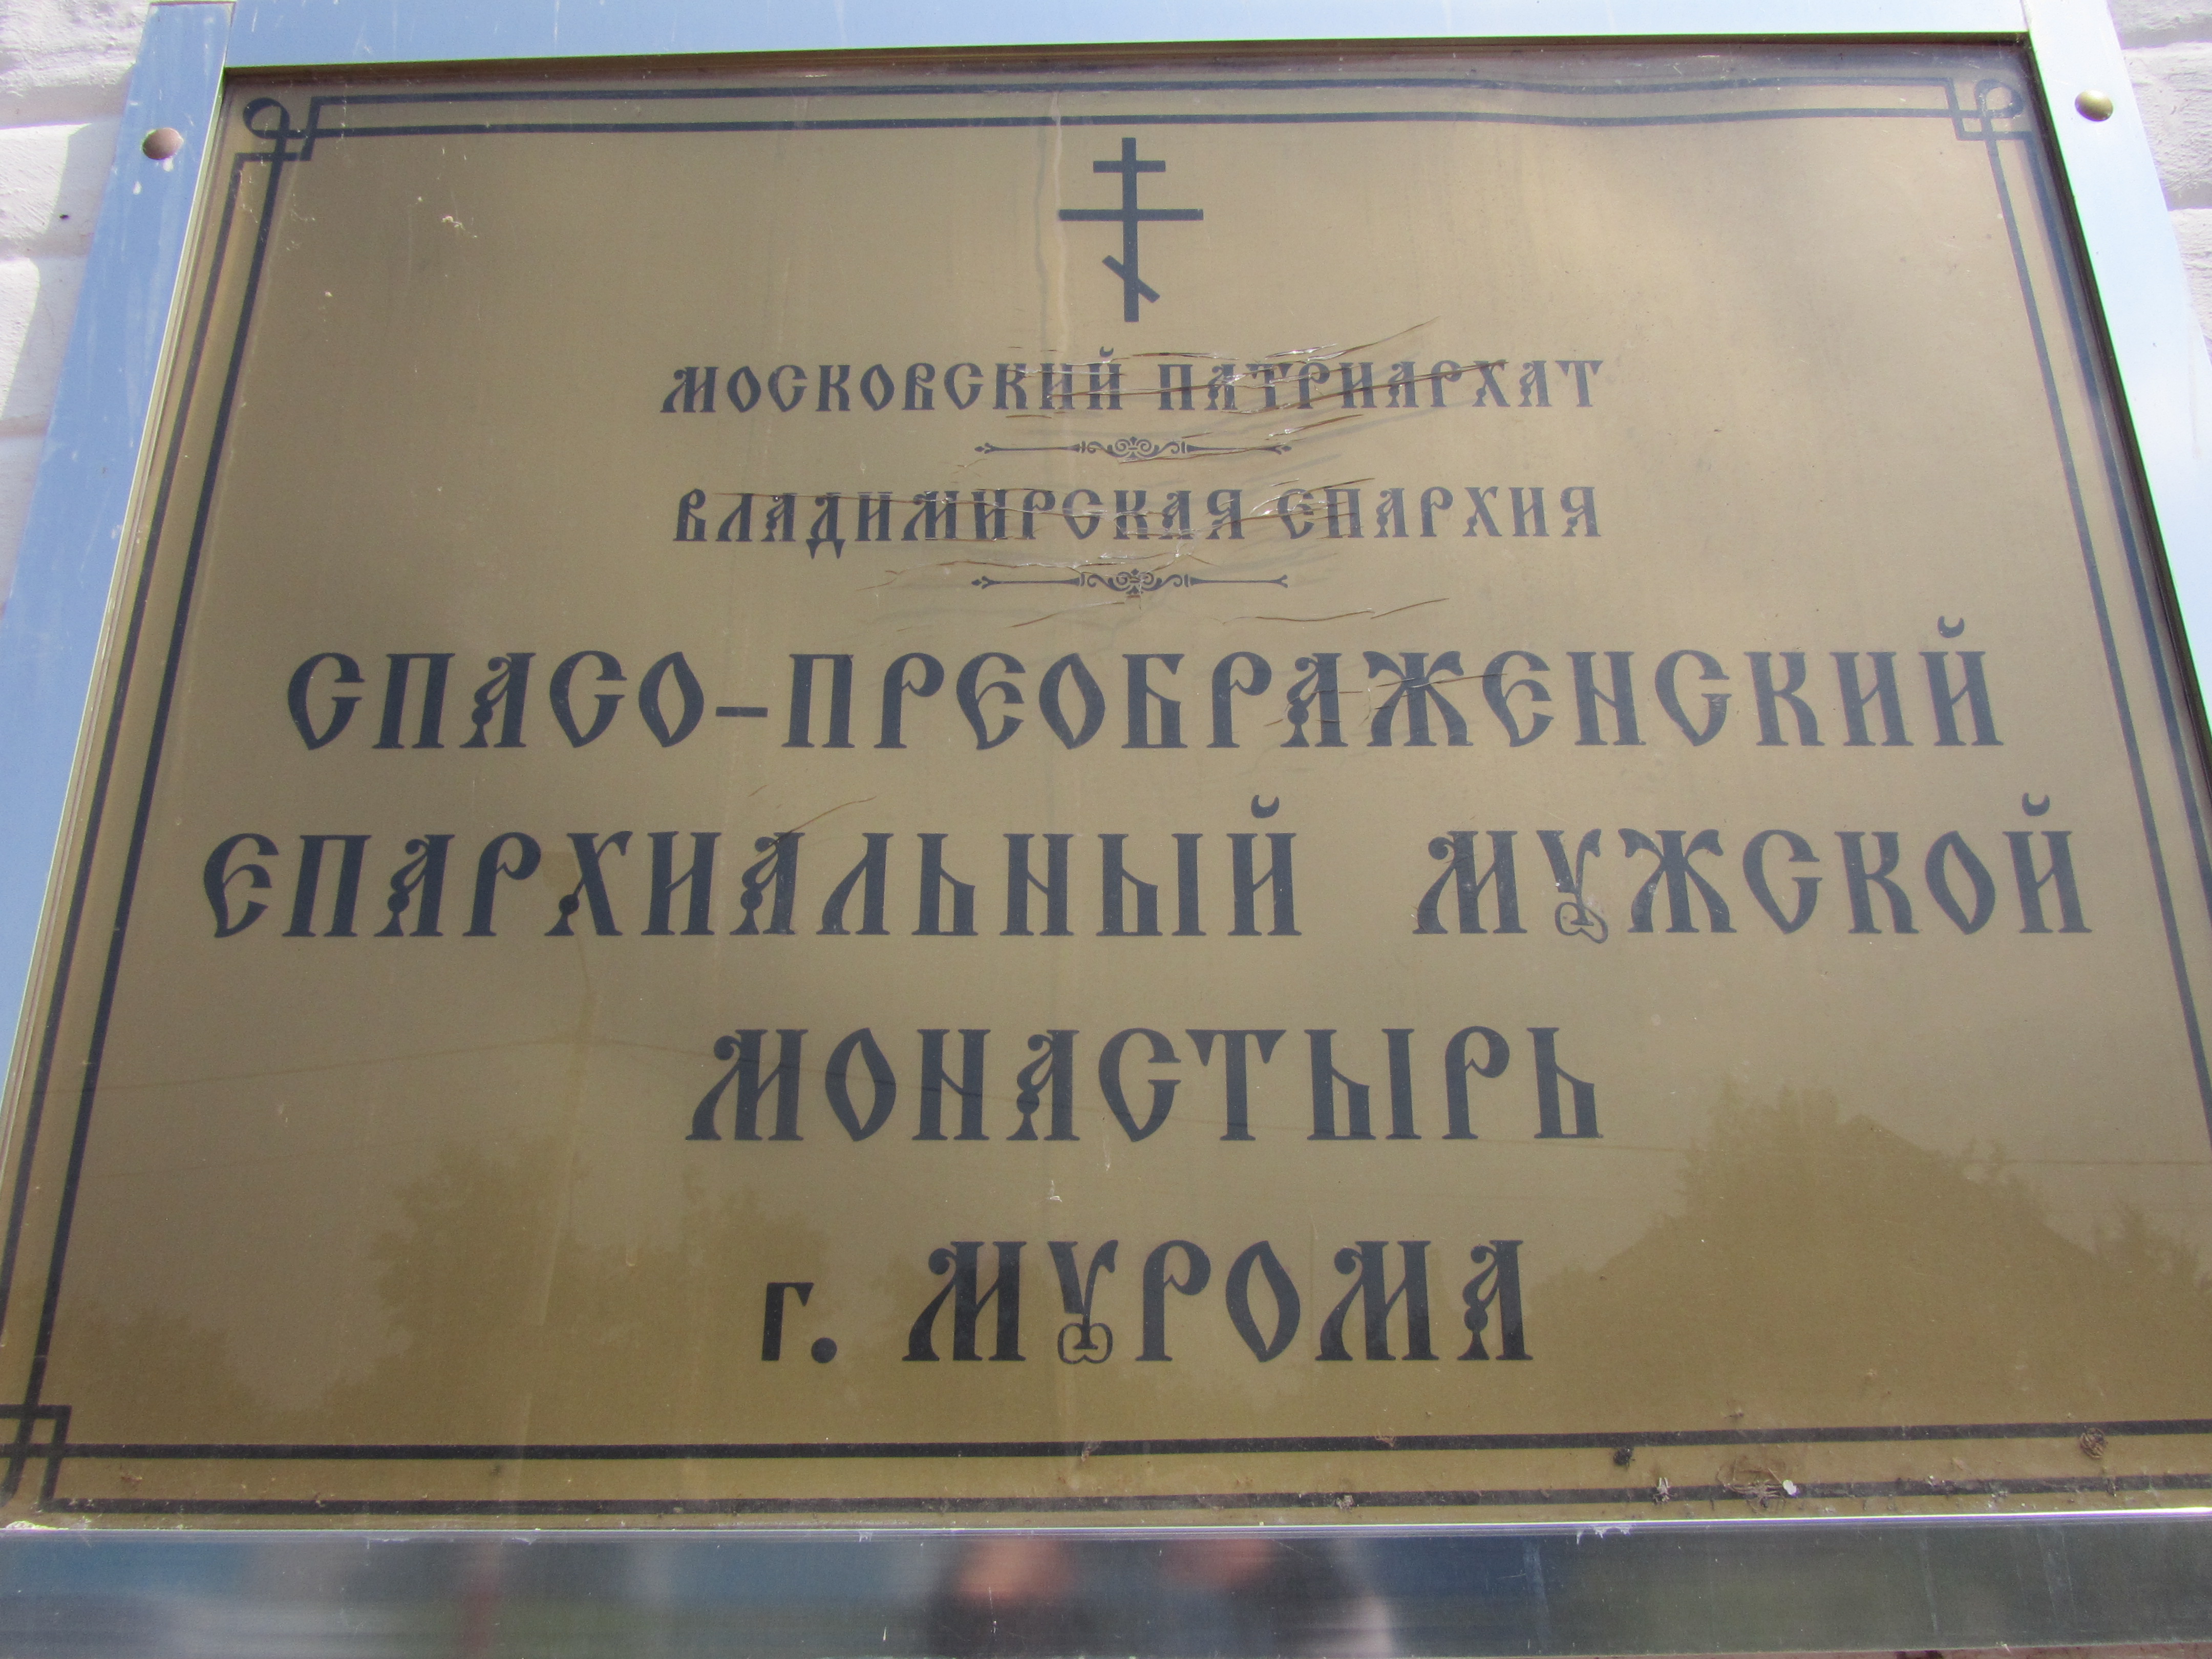 МОСКОВСКИЙ ПАТРИАРХАТ
ВЛАДИМИРСКАЯ ЕПАРХИЯ
СПАСО-ПРЕОБРАЖЕНСКИЙ
ЕПАРХИАЛЬНЫЙ МУЖСКОЙ
МОНАСТЫРЬ
г. МУРОМА